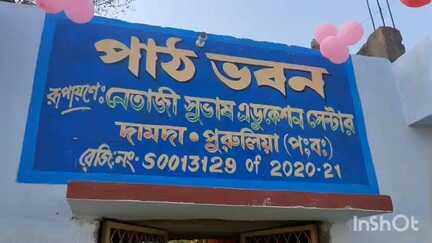 পাঠ ভবন
রূপায়ণে: নেতাজী সুভাষ এডুকেশন সেন্টার
দামদা • পুরুলিয়া (প:ব:)
রেজি:নং- S0013129 of 2020-21
InShOt